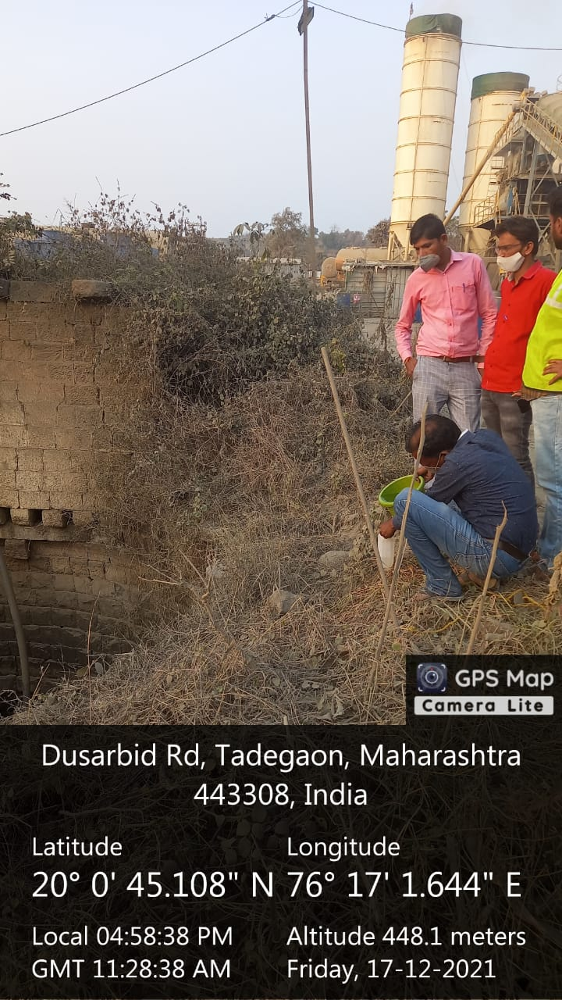 GPS Map
Camera Lite
Dusarbid Rd, Tadegaon, Maharashtra
443308, India
Latitude
20° 0' 45.108" N
Longitude
76° 17' 1.644" E
Local 04:58:38 PM
GMT 11:28:38 AM
Altitude 448.1 meters
Friday, 17-12-2021